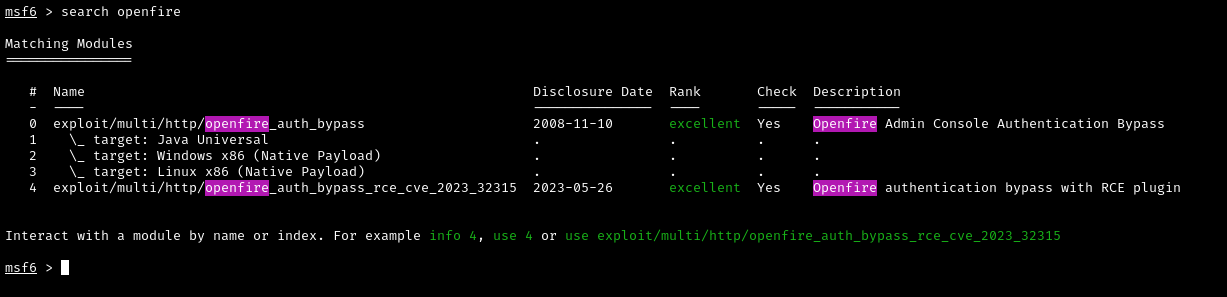 msf6 > search openfire
Matching Modules
================
#  Name                                                        Disclosure Date  Rank       Check  Description
-  ----                                                        ---------------  ----       -----  -----------
0  exploit/multi/http/openfire_auth_bypass                     2008-11-10       excellent  Yes    Openfire Admin Console Authentication Bypass
1    \_ target: Java Universal                                 .                .          .      .
2    \_ target: Windows x86 (Native Payload)                   .                .          .      .
3    \_ target: Linux x86 (Native Payload)                     .                .          .      .
4  exploit/multi/http/openfire_auth_bypass_rce_cve_2023_32315  2023-05-26       excellent  Yes    Openfire authentication bypass with RCE plugin
Interact with a module by name or index. For example info 4, use 4 or use exploit/multi/http/openfire_auth_bypass_rce_cve_2023_32315
msf6 >